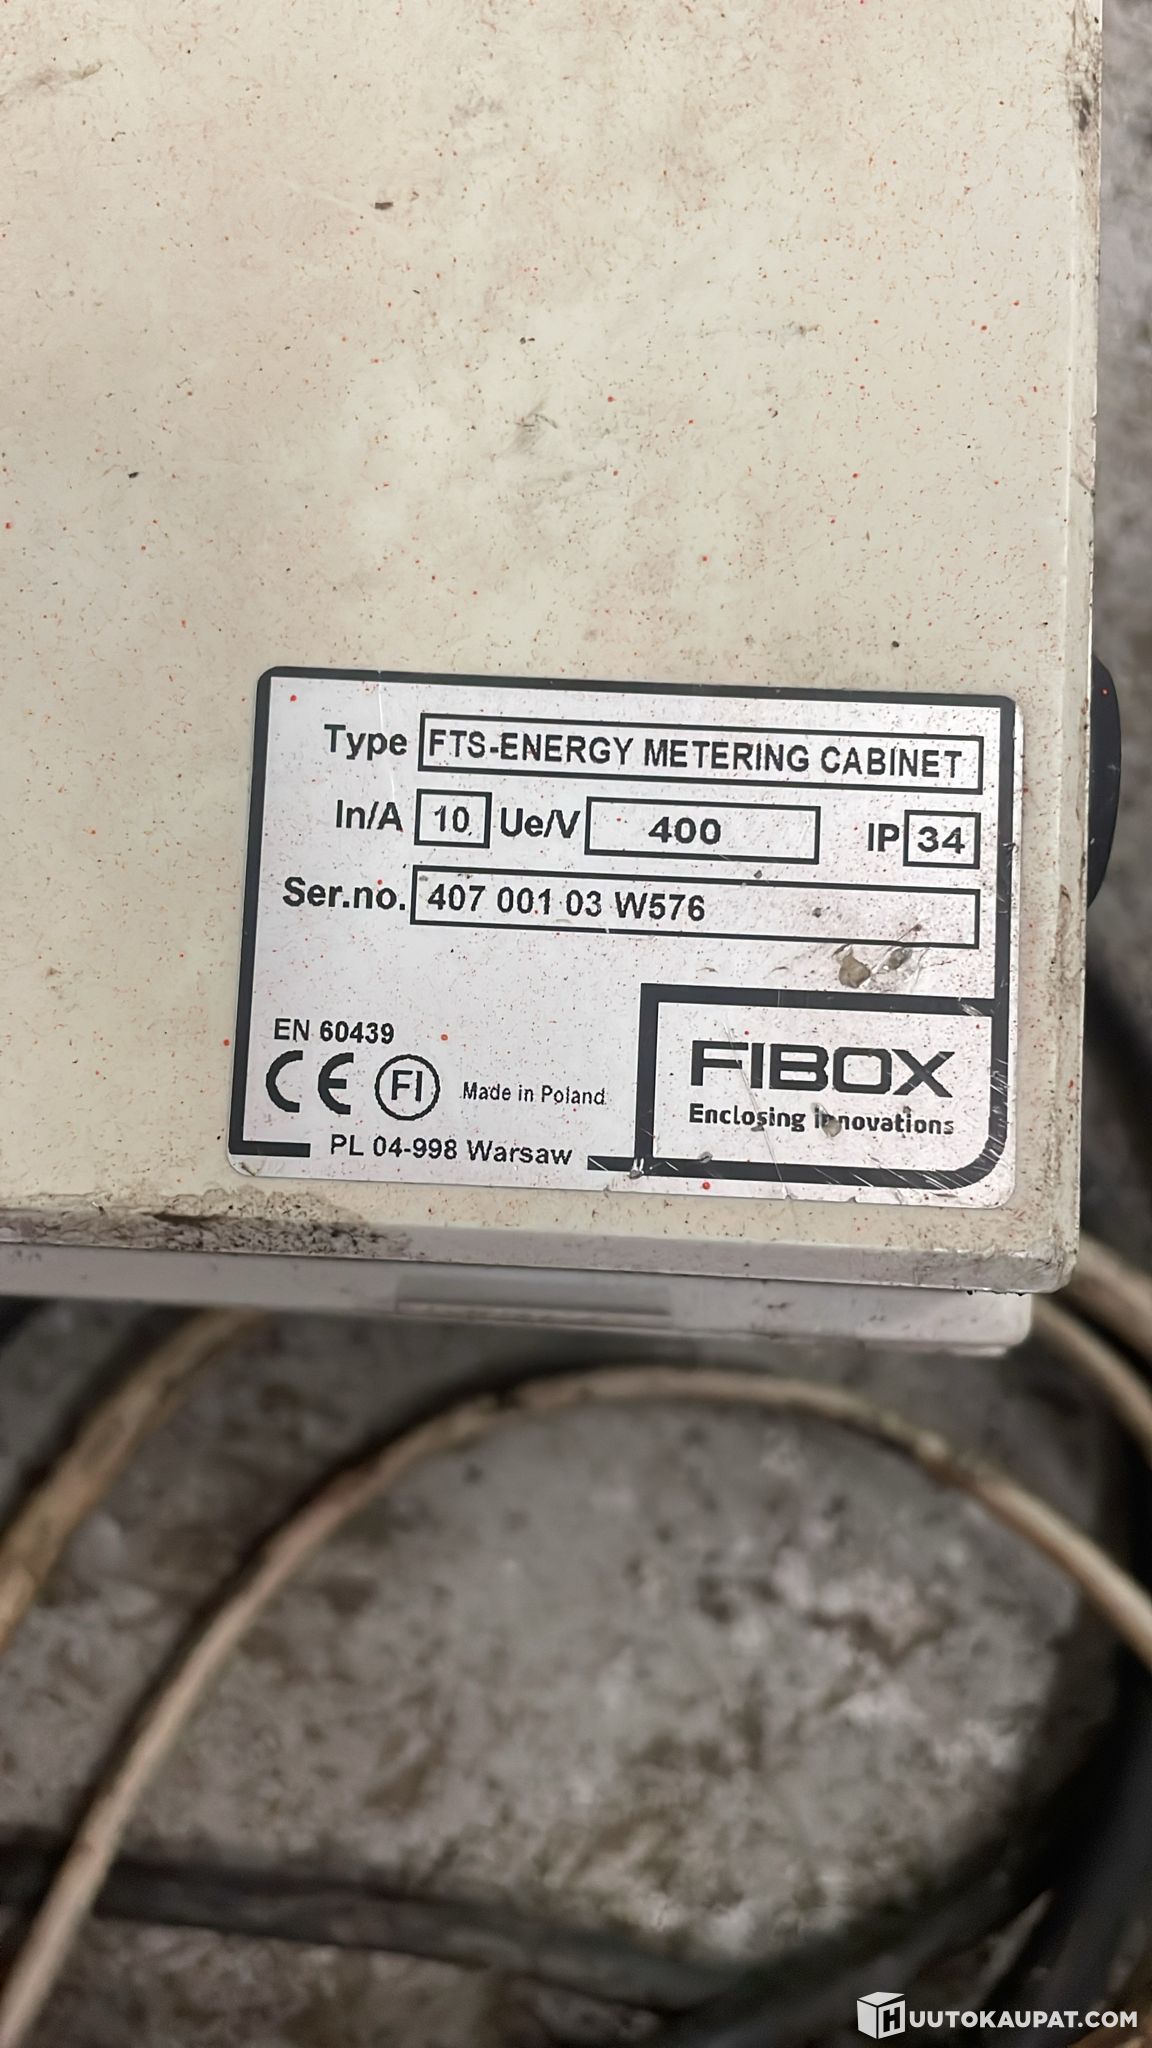 Type FTS-ENERGY METERING CABINET
In/A 10 Ue/V 400 IP 34
Ser.no. 407 001 03 W576
EN 60439
CE FI Made in Poland
PL 04-998 Warsaw
FIBOX
Enclosing innovations
HUUTOKAUPAT.COM